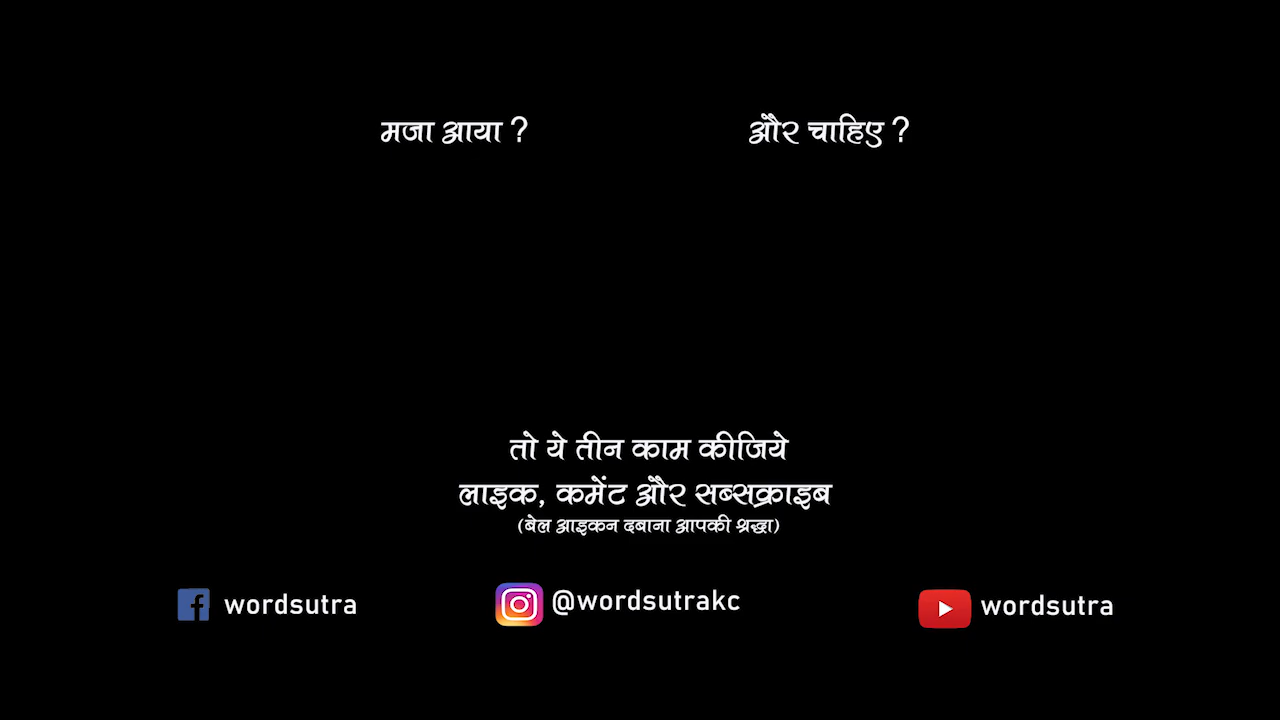 मजा आया ?
और चाहिए ?
तो ये तीन काम कीजिये
लाइक, कमेंट और सब्सक्राइब
(बेल आइकन दबाना आपकी श्रद्धा)
wordsutra
@wordsutrakc
wordsutra